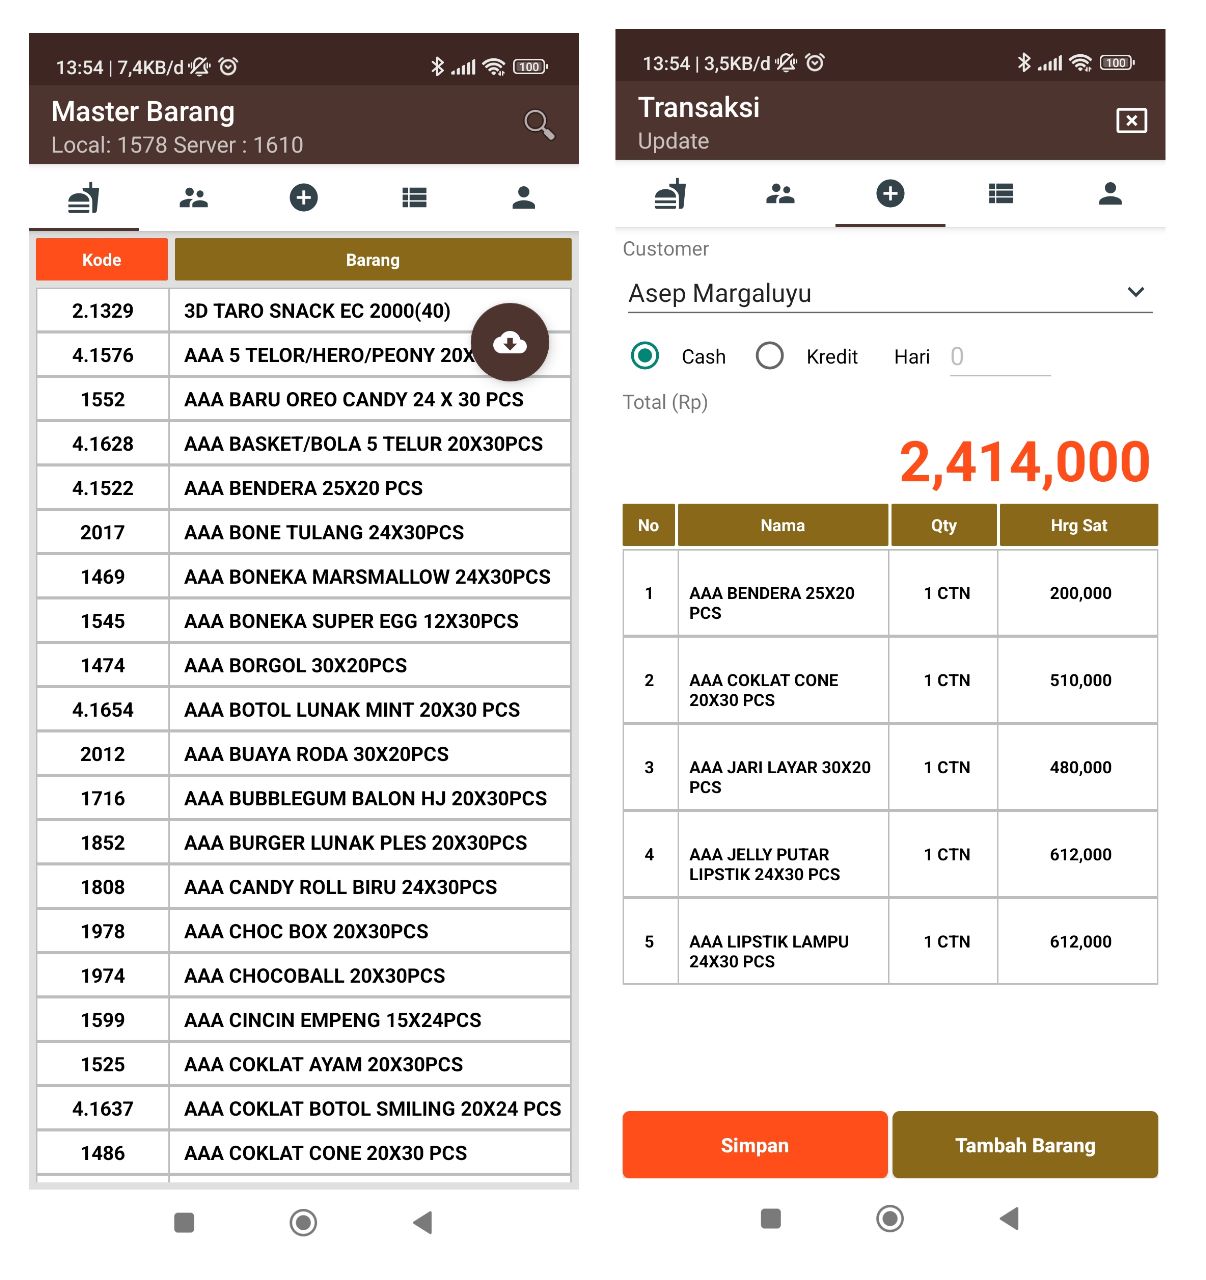 13:54 | 7,4KB/d
100
Master Barang
Local: 1578 Server : 1610
Kode Barang
2.1329 3D TARO SNACK EC 2000(40)
4.1576 AAA 5 TELOR/HERO/PEONY 20X
1552 AAA BARU OREO CANDY 24 X 30 PCS
4.1628 AAA BASKET/BOLA 5 TELUR 20X30PCS
4.1522 AAA BENDERA 25X20 PCS
2017 AAA BONE TULANG 24X30PCS
1469 AAA BONEKA MARSMALLOW 24X30PCS
1545 AAA BONEKA SUPER EGG 12X30PCS
1474 AAA BORGOL 30X20PCS
4.1654 AAA BOTOL LUNAK MINT 20X30 PCS
2012 AAA BUAYA RODA 30X20PCS
1716 AAA BUBBLEGUM BALON HJ 20X30PCS
1852 AAA BURGER LUNAK PLES 20X30PCS
1808 AAA CANDY ROLL BIRU 24X30PCS
1978 AAA CHOC BOX 20X30PCS
1974 AAA CHOCOBALL 20X30PCS
1599 AAA CINCIN EMPENG 15X24PCS
1525 AAA COKLAT AYAM 20X30PCS
4.1637 AAA COKLAT BOTOL SMILING 20X24 PCS
1486 AAA COKLAT CONE 20X30 PCS
13:54 | 3,5KB/d
100
Transaksi
Update
Customer
Asep Margaluyu
Cash Kredit Hari 0
Total (Rp)
2,414,000
No Nama Qty Hrg Sat
1 AAA BENDERA 25X20 1 CTN 200,000
PCS
2 AAA COKLAT CONE 1 CTN 510,000
20X30 PCS
3 AAA JARI LAYAR 30X20 1 CTN 480,000
PCS
4 AAA JELLY PUTAR 1 CTN 612,000
LIPSTIK 24X30 PCS
5 AAA LIPSTIK LAMPU 1 CTN 612,000
24X30 PCS
Simpan Tambah Barang